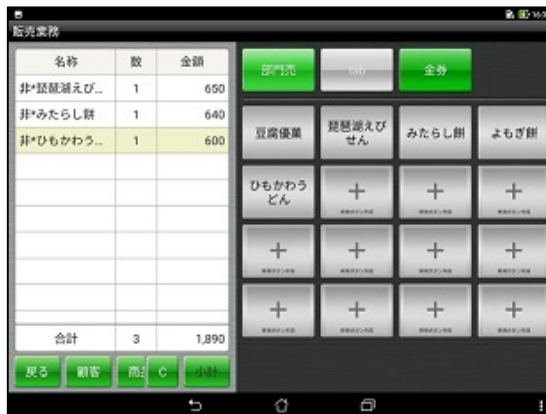 販売業務
名称 数 金額
非*琵琶湖えび... 1 650
非*みたらし餅 1 640
非*ひもかわう... 1 600
合計 3 1,890
戻る 顧客 商 C 小計
部門売 tab 金券
豆腐優菓 琵琶湖えび
せん みたらし餅 よもぎ餅
ひもかわう
どん